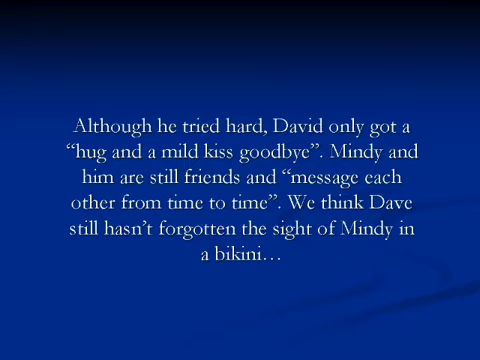 Although he tried hard, David only got a
“hug and a mild kiss goodbye”. Mindy and
him are still friends and “message each
other from time to time”. We think Dave
still hasn’t forgotten the sight of Mindy in
a bikini…